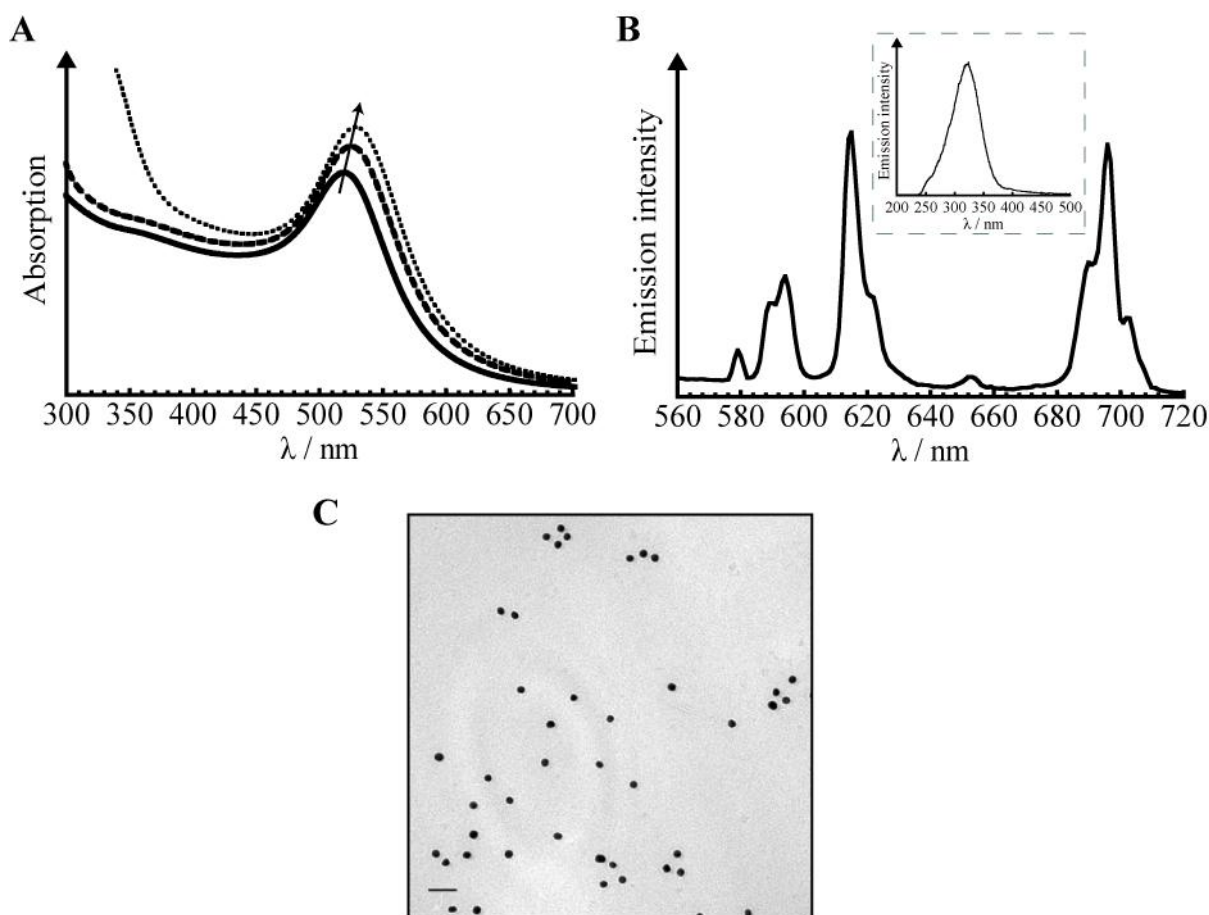 A
Absorption
300 350 400 450 500 550 600 650 700
λ / nm
B
Emission intensity
560 580 600 620 640 660 680 700 720
λ / nm
Emission intensity
200 250 300 350 400 450 500
λ / nm
C